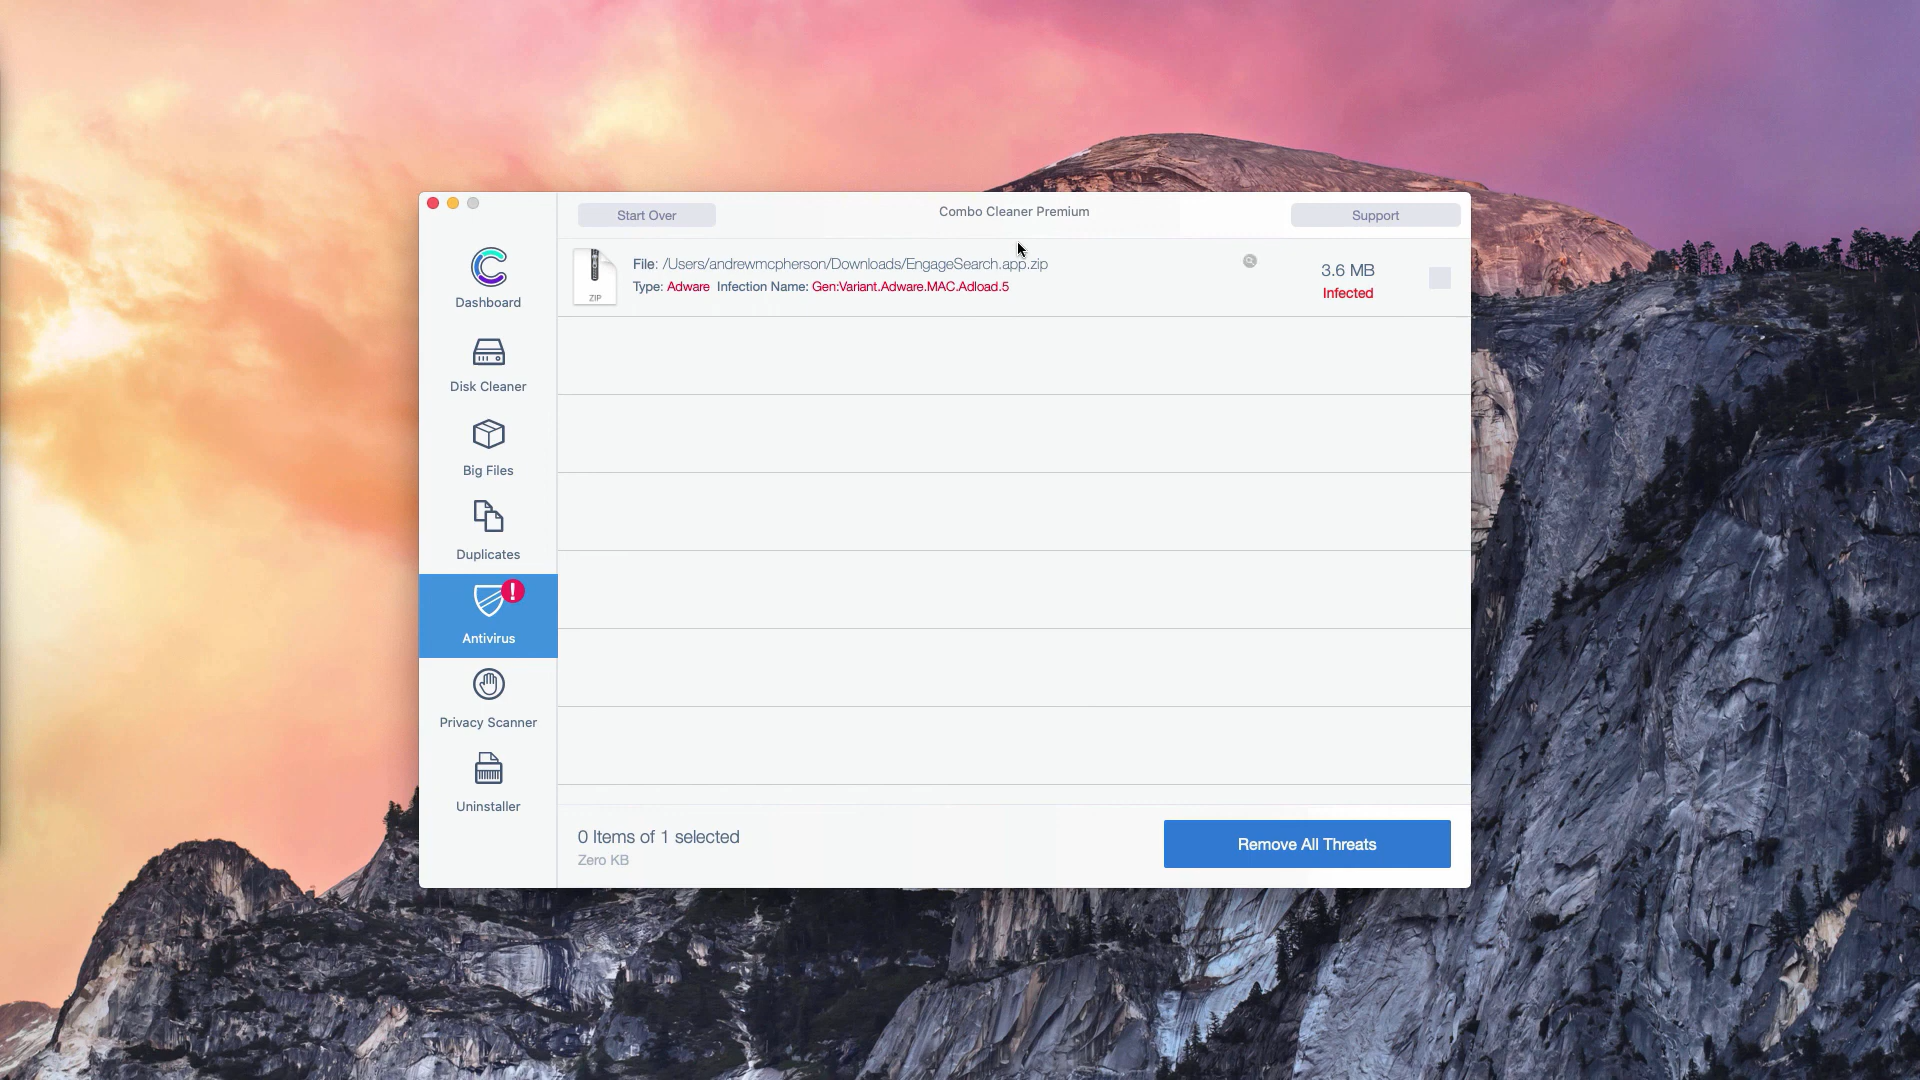 Start Over
Combo Cleaner Premium
Support
Dashboard
Disk Cleaner
Big Files
Duplicates
!
Antivirus
Privacy Scanner
Uninstaller
ZIP
File: /Users/andrewmcpherson/Downloads/EngageSearch.app.zip
Type: Adware Infection Name: Gen:Variant.Adware.MAC.Adload.5
3.6 MB
Infected
0 Items of 1 selected
Zero KB
Remove All Threats